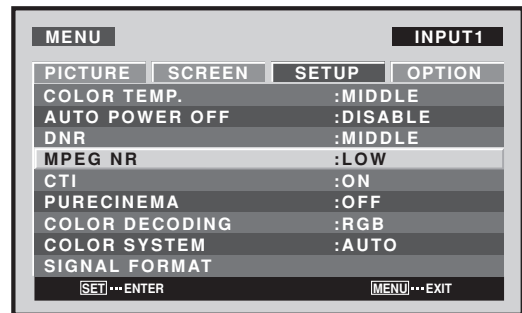 MENU INPUT1
PICTURE SCREEN SETUP OPTION
COLOR TEMP. :MIDDLE
AUTO POWER OFF :DISABLE
DNR :MIDDLE
MPEG NR :LOW
CTI :ON
PURECINEMA :OFF
COLOR DECODING :RGB
COLOR SYSTEM :AUTO
SIGNAL FORMAT
SET ••• ENTER MENU ••• EXIT